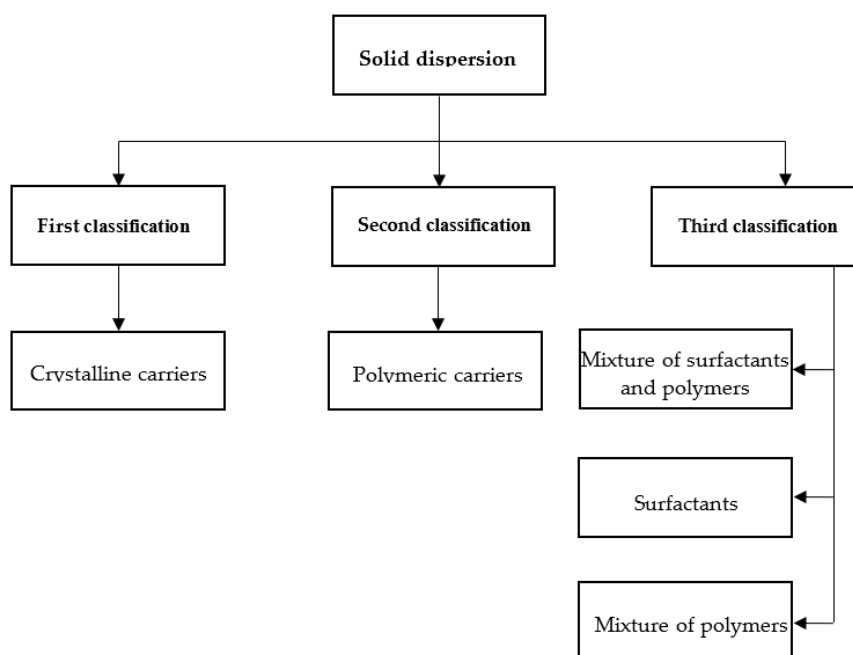 Solid dispersion
First classification
Second classification
Third classification
Crystalline carriers
Polymeric carriers
Mixture of surfactants
and polymers
Surfactants
Mixture of polymers